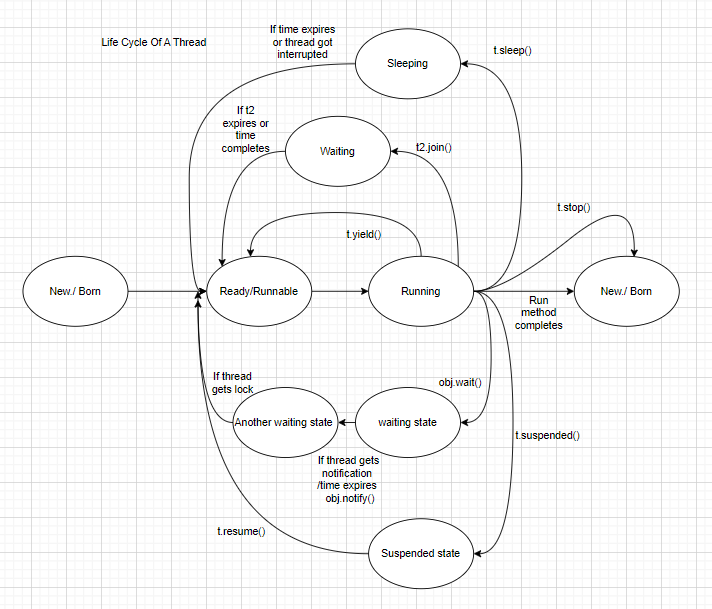 Life Cycle Of A Thread
If time expires
or thread got
interrupted
Sleeping
t.sleep()
If t2
expires or
time
completes
Waiting
t2.join()
t.stop()
t.yield()
New./ Born
Ready/Runnable
Running
New./ Born
Run
method
completes
If thread
gets lock
obj.wait()
Another waiting state
waiting state
t.suspended()
If thread gets
notification
/time expires
obj.notify()
t.resume()
Suspended state